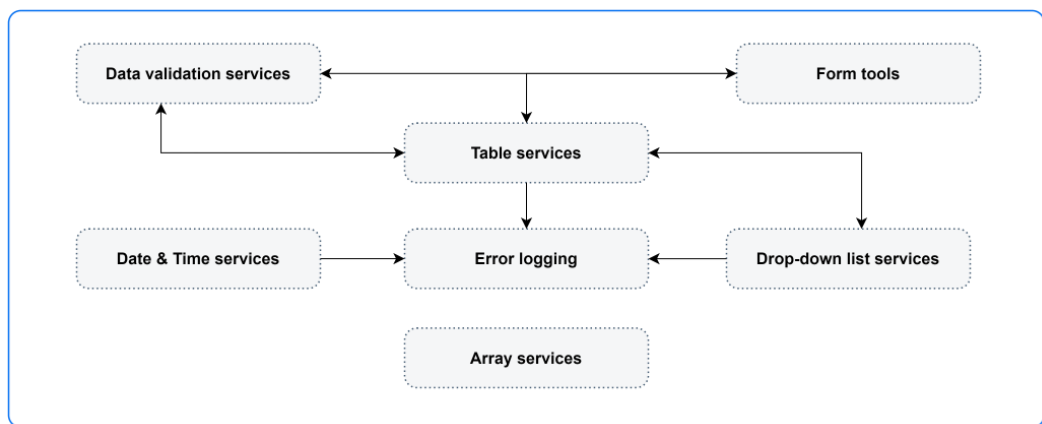 Data validation services
Form tools
Table services
Date & Time services
Error logging
Drop-down list services
Array services